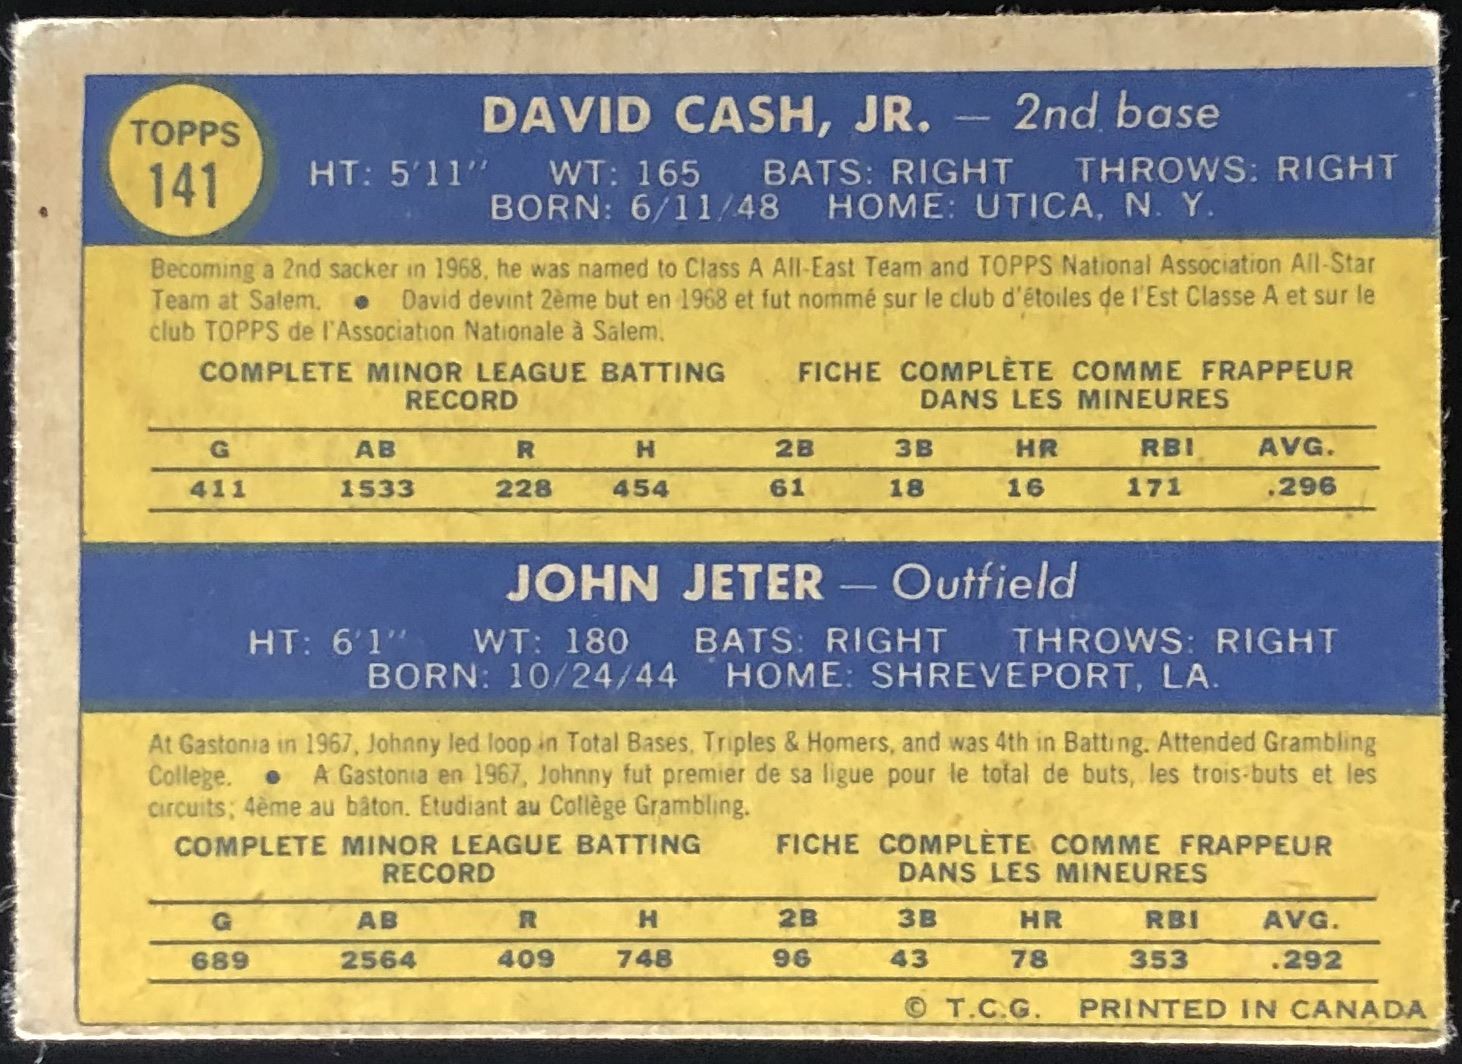 TOPPS
141
DAVID CASH, JR. — 2nd base
HT: 5'11" WT: 165 BATS: RIGHT THROWS: RIGHT
BORN: 6/11/48 HOME: UTICA, N. Y.
Becoming a 2nd sacker in 1968, he was named to Class A All-East Team and TOPPS National Association All-Star
Team at Salem. ● David devint 2ème but en 1968 et fut nommé sur le club d'étoiles de l'Est Classe A et sur le
club TOPPS de l'Association Nationale à Salem.
COMPLETE MINOR LEAGUE BATTING RECORD
FICHE COMPLÈTE COMME FRAPPEUR DANS LES MINEURES
G AB R H 2B 3B HR RBI AVG.
411 1533 228 454 61 18 16 171 .296
JOHN JETER — Outfield
HT: 6'1" WT: 180 BATS: RIGHT THROWS: RIGHT
BORN: 10/24/44 HOME: SHREVEPORT, LA.
At Gastonia in 1967, Johnny led loop in Total Bases, Triples & Homers, and was 4th in Batting. Attended Grambling
College. ● A Gastonia en 1967, Johnny fut premier de sa ligue pour le total de buts, les trois-buts et les
circuits; 4ème au bâton. Etudiant au Collège Grambling.
COMPLETE MINOR LEAGUE BATTING RECORD
FICHE COMPLÈTE COMME FRAPPEUR DANS LES MINEURES
G AB R H 2B 3B HR RBI AVG.
689 2564 409 748 96 43 78 353 .292
© T.C.G. PRINTED IN CANADA